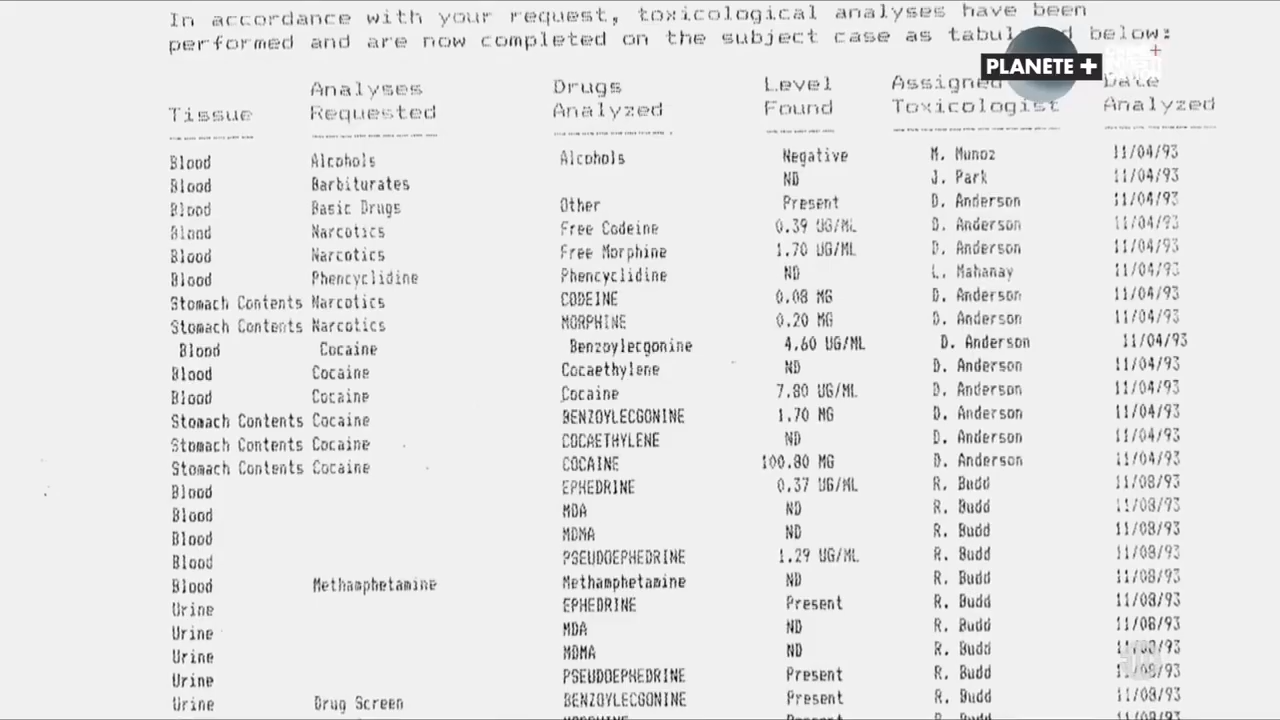 In accordance with your request, toxicological analyses have been
performed and are now completed on the subject case as below:
PLANETE+
Analyses Drugs Level Assigned Date
Tissue Requested Analyzed Found Toxicologist Analyzed
Blood Alcohols Alcohols Negative M. Munoz 11/04/93
Blood Barbiturates ND J. Park 11/04/93
Blood Basic Drugs Other Present D. Anderson 11/04/93
Blood Narcotics Free Codeine 0.39 UG/ML D. Anderson 11/04/93
Blood Narcotics Free Morphine 1.70 UG/ML D. Anderson 11/04/93
Blood Phencyclidine Phencyclidine ND L. Mahanay 11/04/93
Stomach Contents Narcotics CODEINE 0.08 MG D. Anderson 11/04/93
Stomach Contents Narcotics MORPHINE 0.20 MG D. Anderson 11/04/93
Blood Cocaine Benzoylecgonine 4.60 UG/ML D. Anderson 11/04/93
Blood Cocaine Cocaethylene ND D. Anderson 11/04/93
Blood Cocaine Cocaine 7.80 UG/ML D. Anderson 11/04/93
Stomach Contents Cocaine BENZOYLECGONINE 1.70 MG D. Anderson 11/04/93
Stomach Contents Cocaine COCAETHYLENE ND D. Anderson 11/04/93
Stomach Contents Cocaine COCAINE 100.80 MG D. Anderson 11/04/93
Blood EPHEDRINE 0.37 UG/ML R. Budd 11/08/93
Blood MDA ND R. Budd 11/08/93
Blood MDMA ND R. Budd 11/08/93
Blood PSEUDOEPHEDRINE 1.29 UG/ML R. Budd 11/08/93
Blood Methamphetamine Methamphetamine ND R. Budd 11/08/93
Urine EPHEDRINE Present R. Budd 11/08/93
Urine MDA ND R. Budd 11/08/93
Urine MDMA ND R. Budd 11/08/93
Urine PSEUDOEPHEDRINE Present R. Budd 11/08/93
Urine Drug Screen BENZOYLECGONINE Present R. Budd 11/08/93